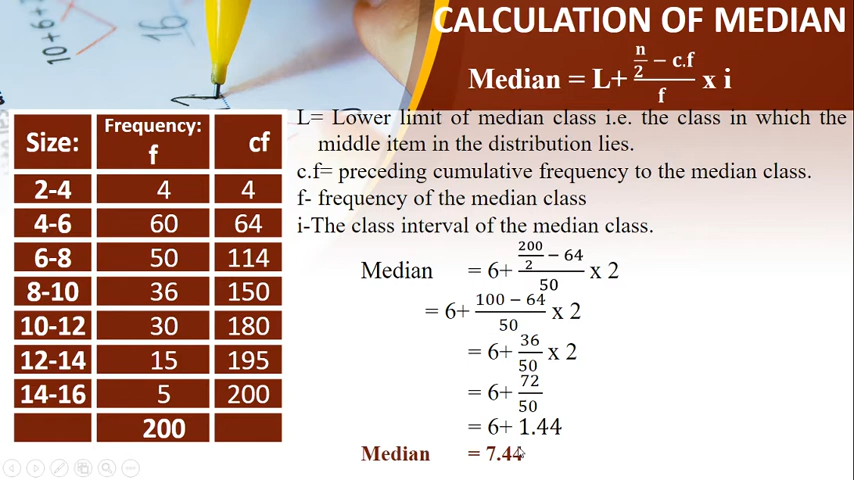 CALCULATION OF MEDIAN
Median = L+ (n/2 − c.f)/f x i
10+6+
16
L= Lower limit of median class i.e. the class in which the
middle item in the distribution lies.
c.f= preceding cumulative frequency to the median class.
f- frequency of the median class
i-The class interval of the median class.
Size: Frequency: f cf
2-4 4 4
4-6 60 64
6-8 50 114
8-10 36 150
10-12 30 180
12-14 15 195
14-16 5 200
200
Median = 6+ (200/2 − 64)/50 x 2
= 6+ (100 − 64)/50 x 2
= 6+ 36/50 x 2
= 6+ 72/50
= 6+ 1.44
Median = 7.44